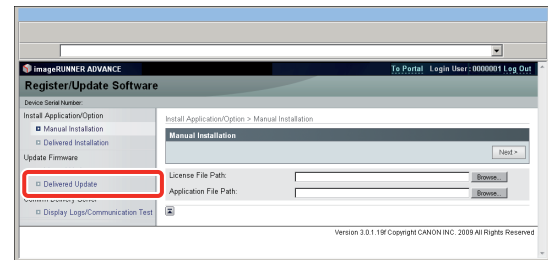 imageRUNNER ADVANCE
To Portal Login User : 0000001 Log Out
Register/Update Software
Device Serial Number:
Install Application/Option
Manual Installation
Delivered Installation
Update Firmware
Delivered Update
Confirm Delivery Server
Display Logs/Communication Test
Install Application/Option > Manual Installation
Manual Installation
Next >
License File Path:
Browse...
Application File Path:
Browse...
Version 3.0.1.19f Copyright CANON INC. 2009 All Rights Reserved